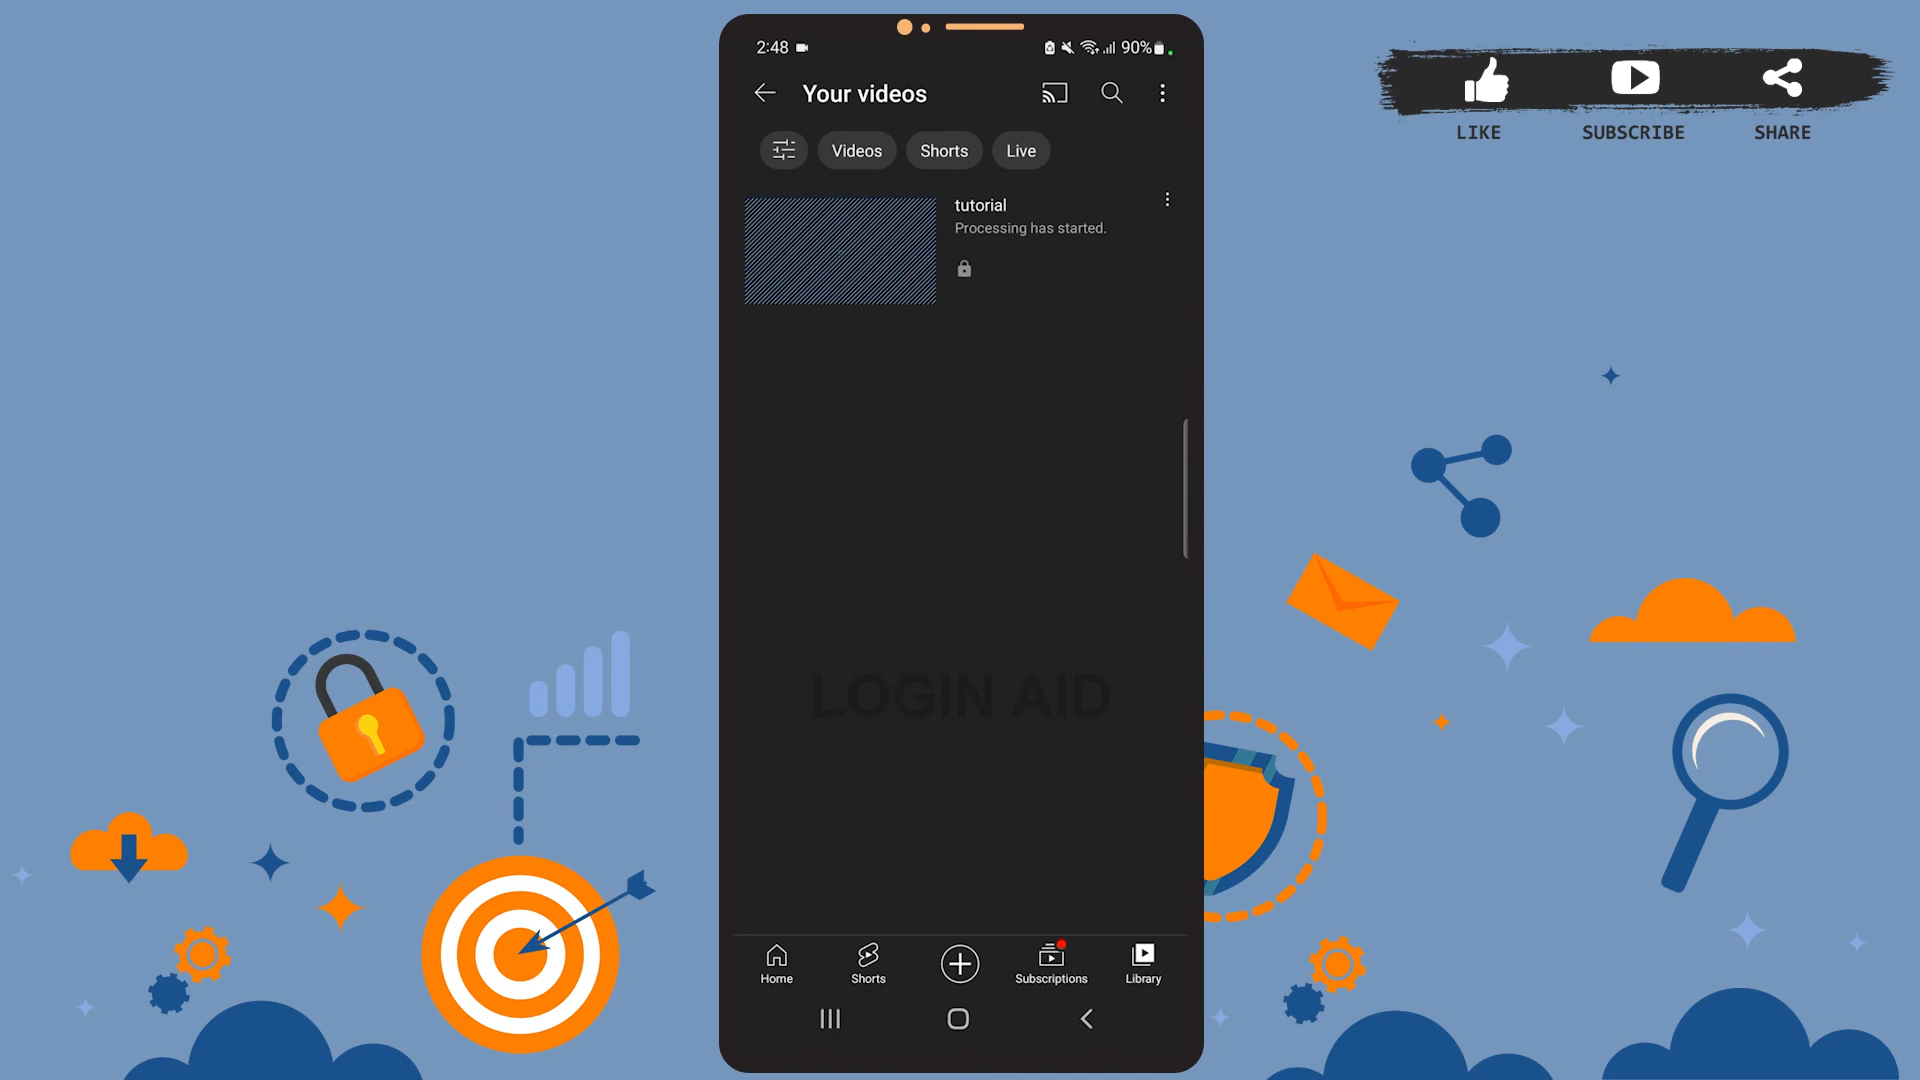 2:48
90%
Your videos
Videos
Shorts
Live
tutorial
Processing has started.
LOGIN AID
Home
Shorts
Subscriptions
Library
LIKE
SUBSCRIBE
SHARE